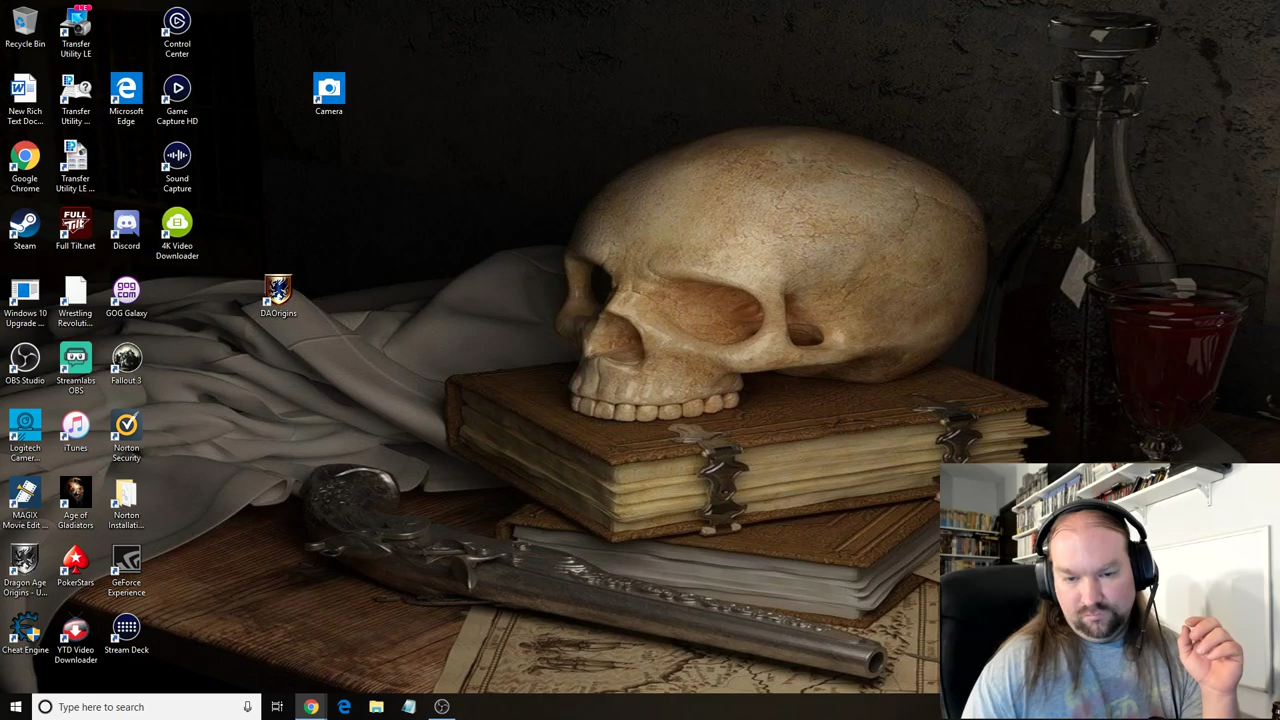 Recycle Bin
Transfer
Utility LE
Control
Center
New Rich
Text Doc...
Transfer
Utility ...
Microsoft
Edge
Game
Capture HD
Camera
Google
Chrome
Transfer
Utility LE ...
Sound
Capture
Steam
FULL
Tilt
Full Tilt.net
Discord
4K Video
Downloader
Windows 10
Upgrade ...
Wrestling
Revoluti...
GOG
COM
GOG Galaxy
DAOrigins
OBS Studio
Streamlabs
OBS
Fallout 3
Logitech
Camer...
iTunes
Norton
Security
MAGIX
Movie Edit ...
Age of
Gladiators
Norton
Installati...
Dragon Age
Origins - U...
PokerStars
GeForce
Experience
Cheat Engine
YTD Video
Downloader
Stream Deck
Type here to search